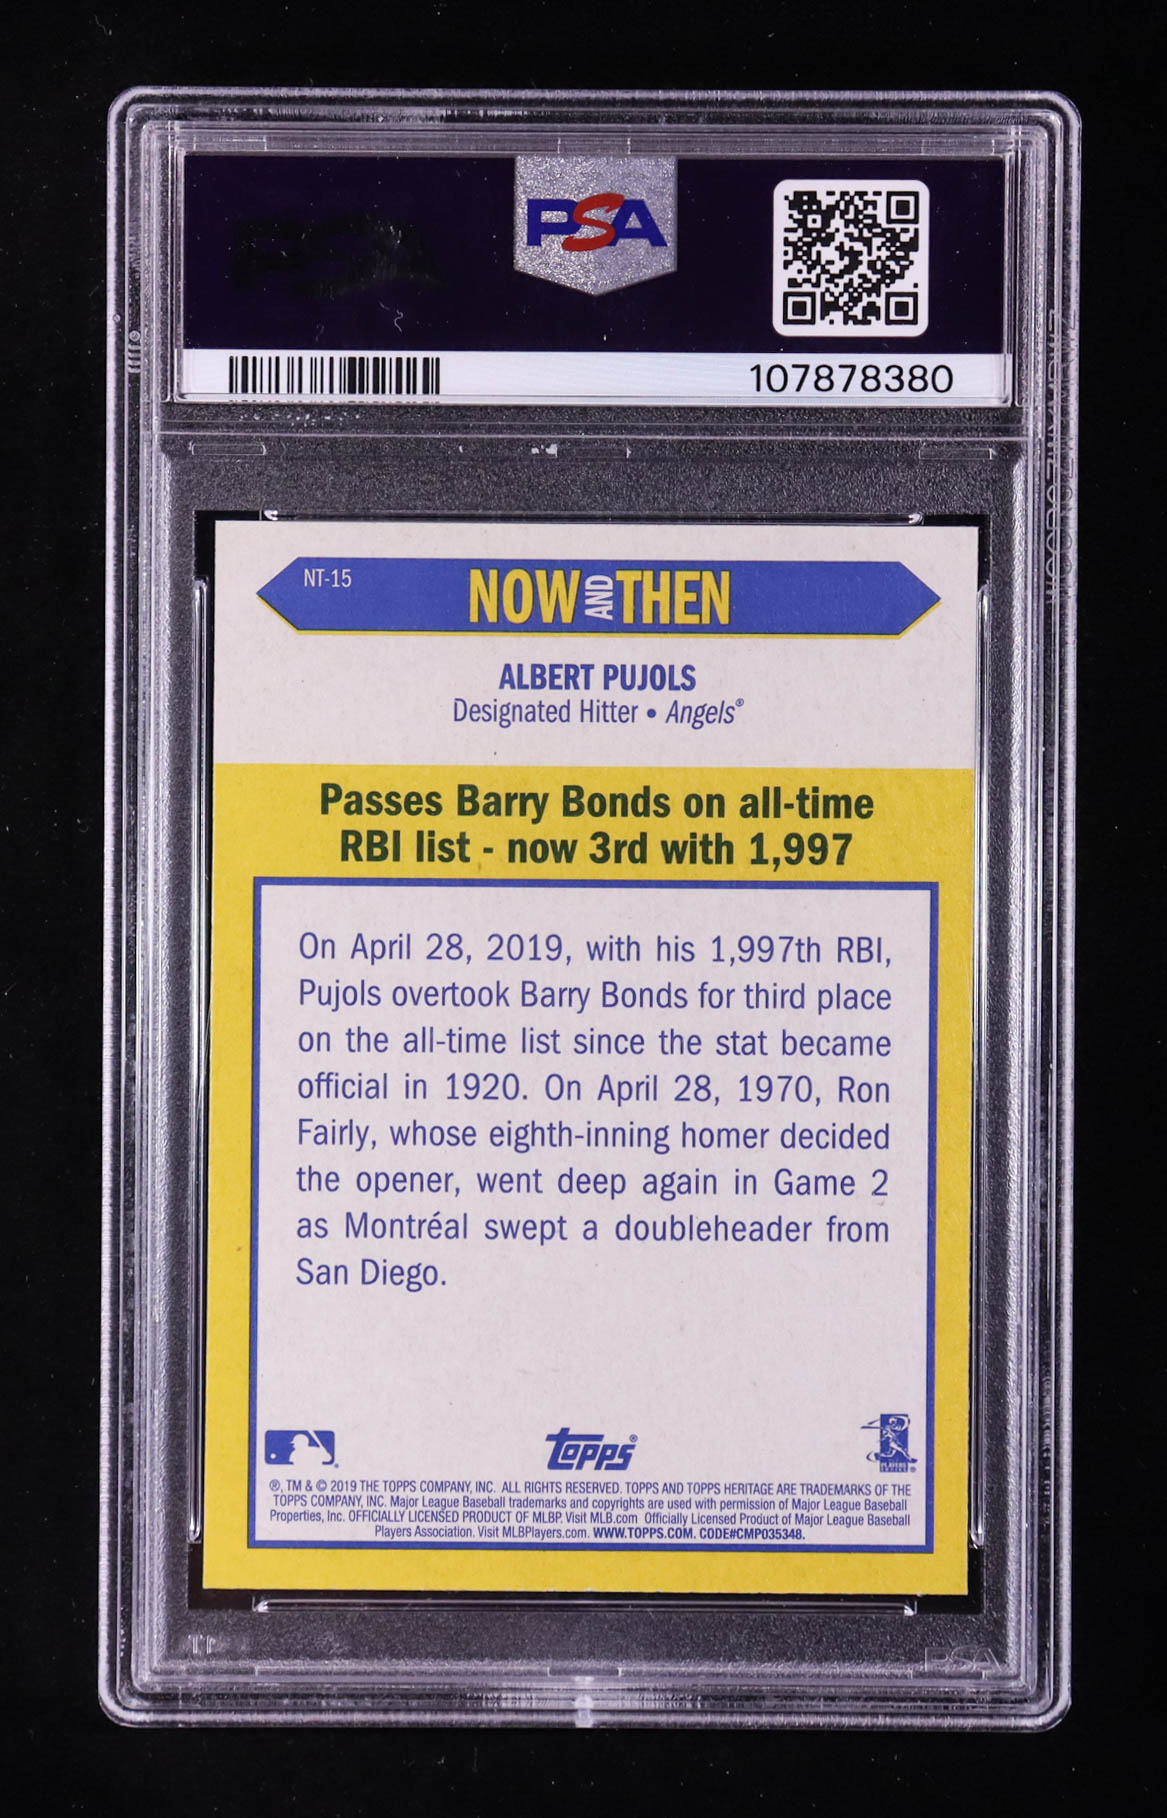 PSA
107878380
NT-15
NOW AND THEN
ALBERT PUJOLS
Designated Hitter • Angels®
Passes Barry Bonds on all-time
RBI list - now 3rd with 1,997
On April 28, 2019, with his 1,997th RBI,
Pujols overtook Barry Bonds for third place
on the all-time list since the stat became
official in 1920. On April 28, 1970, Ron
Fairly, whose eighth-inning homer decided
the opener, went deep again in Game 2
as Montréal swept a doubleheader from
San Diego.
Topps®
®, TM & © 2019 THE TOPPS COMPANY, INC. ALL RIGHTS RESERVED. TOPPS AND TOPPS HERITAGE ARE TRADEMARKS OF THE
TOPPS COMPANY, INC. Major League Baseball trademarks and copyrights are used with permission of Major League Baseball
Properties, Inc. OFFICIALLY LICENSED PRODUCT OF MLBP. Visit MLB.com Officially Licensed Product of Major League Baseball
Players Association. Visit MLBPlayers.com. WWW.TOPPS.COM. CODE#CMP035348.
PSA